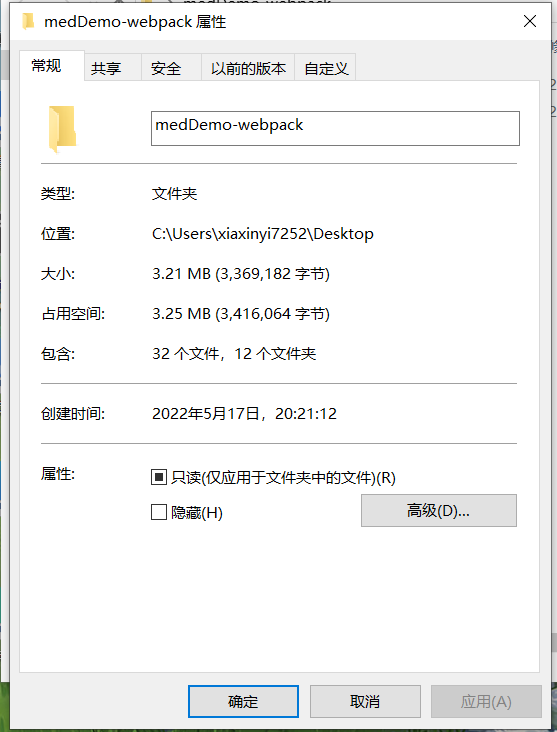 medDemo-webpack 属性
常规 共享 安全 以前的版本 自定义
medDemo-webpack
类型: 文件夹
位置: C:\Users\xiaxinyi7252\Desktop
大小: 3.21 MB (3,369,182 字节)
占用空间: 3.25 MB (3,416,064 字节)
包含: 32 个文件，12 个文件夹
创建时间: 2022年5月17日，20:21:12
属性: 只读(仅应用于文件夹中的文件)(R)
隐藏(H) 高级(D)...
确定 取消 应用(A)